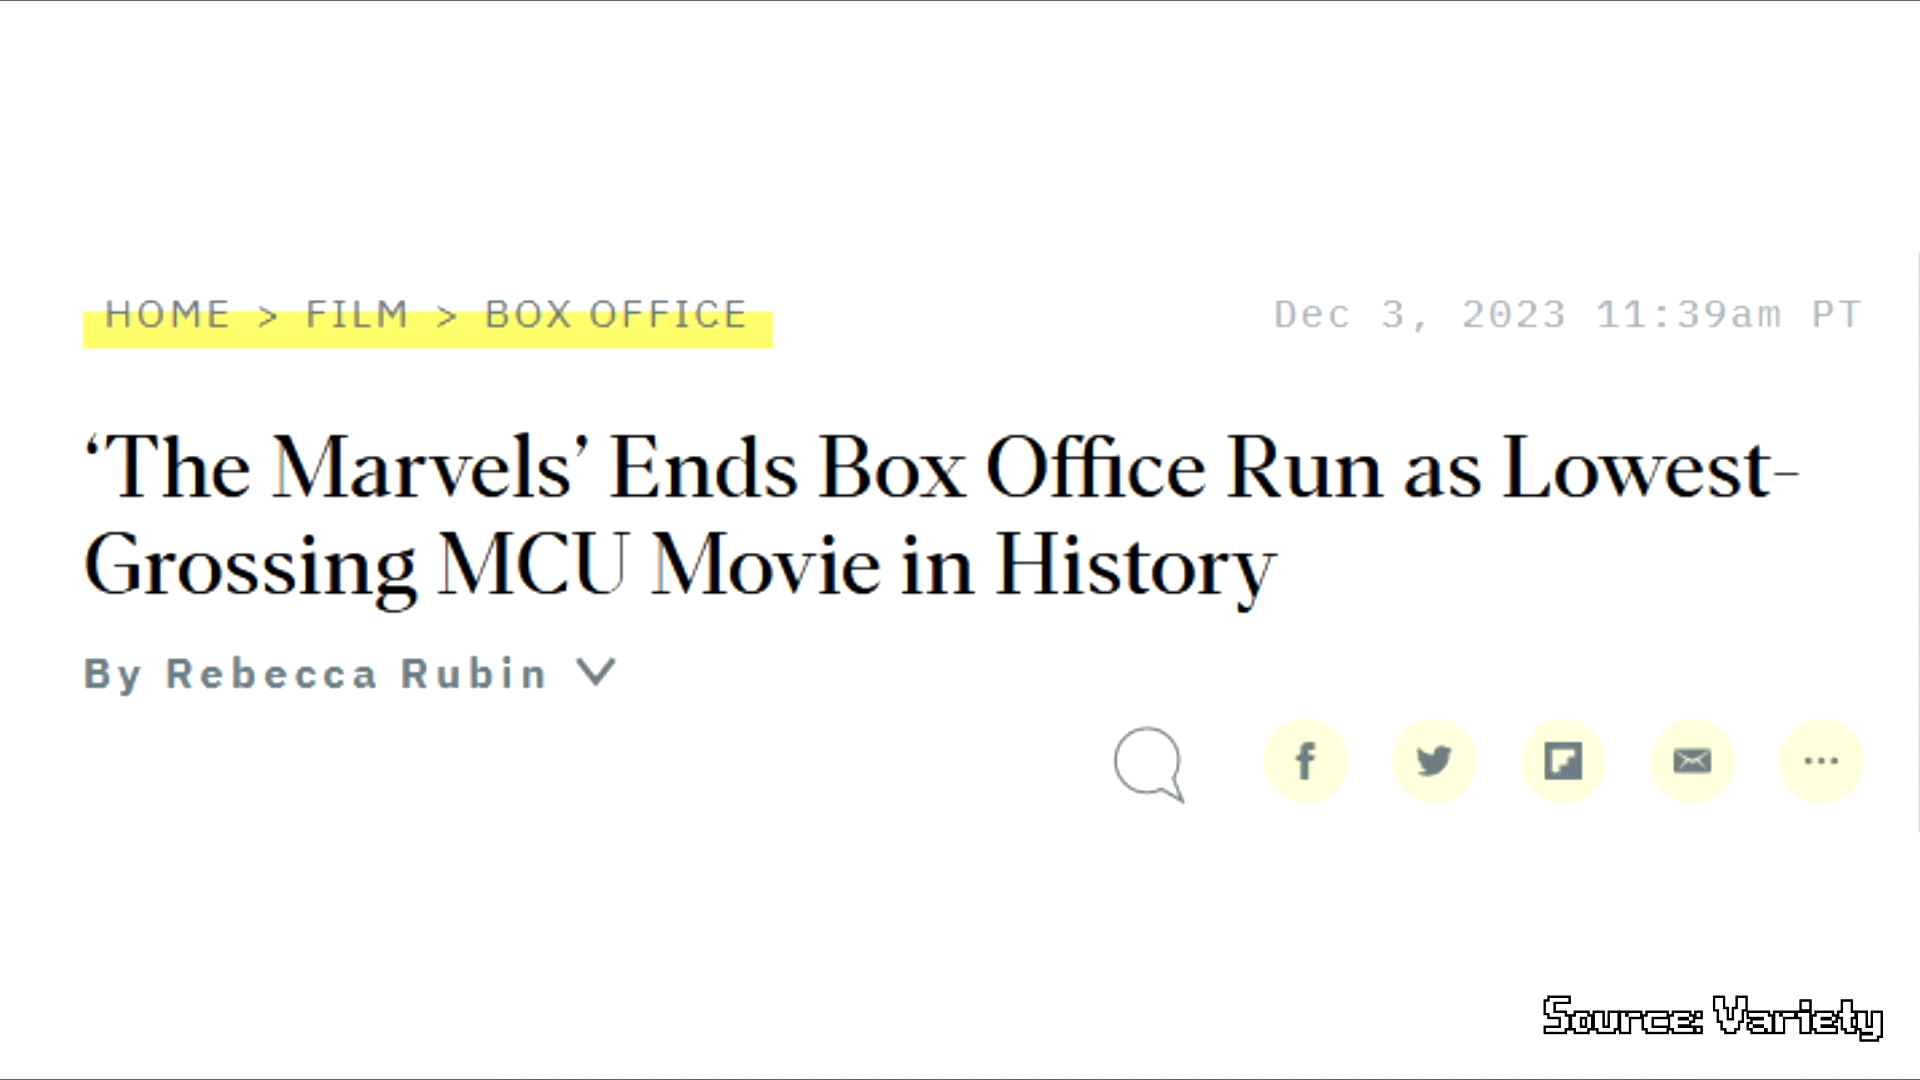 HOME > FILM > BOX OFFICE
Dec 3, 2023 11:39am PT
‘The Marvels’ Ends Box Office Run as Lowest-
Grossing MCU Movie in History
By Rebecca Rubin
Source: Variety